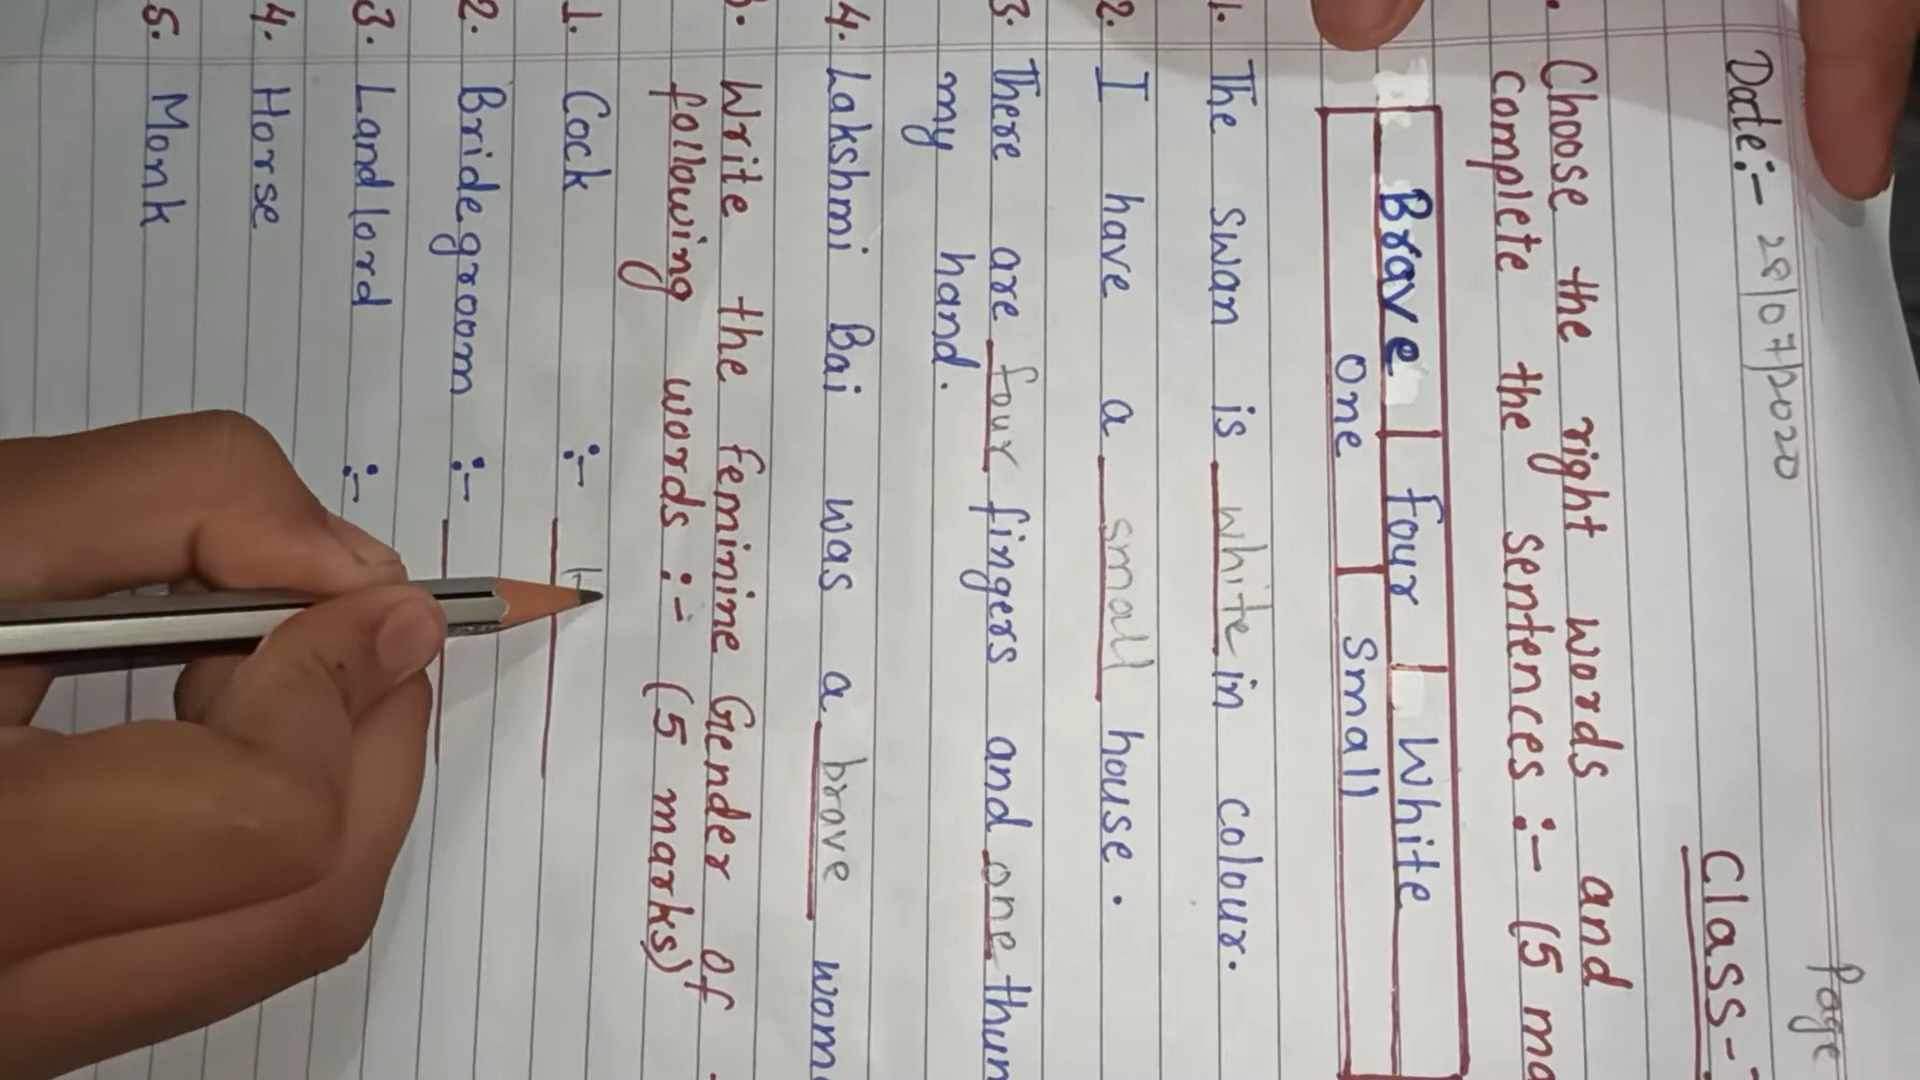 Page
Date:- 28/07/2020
Class-
Choose the right words and
complete the sentences :- (5 ma
Brave four White
One Small
1. The swan is white in colour.
2. I have a small house.
3. There are four fingers and one thum
my hand.
4. Lakshmi Bai was a brave wom
Write the feminine Gender of
following words :- (5 marks)
1. Cock :-
2. Bridegroom :-
3. Landlord :-
4. Horse
5. Monk